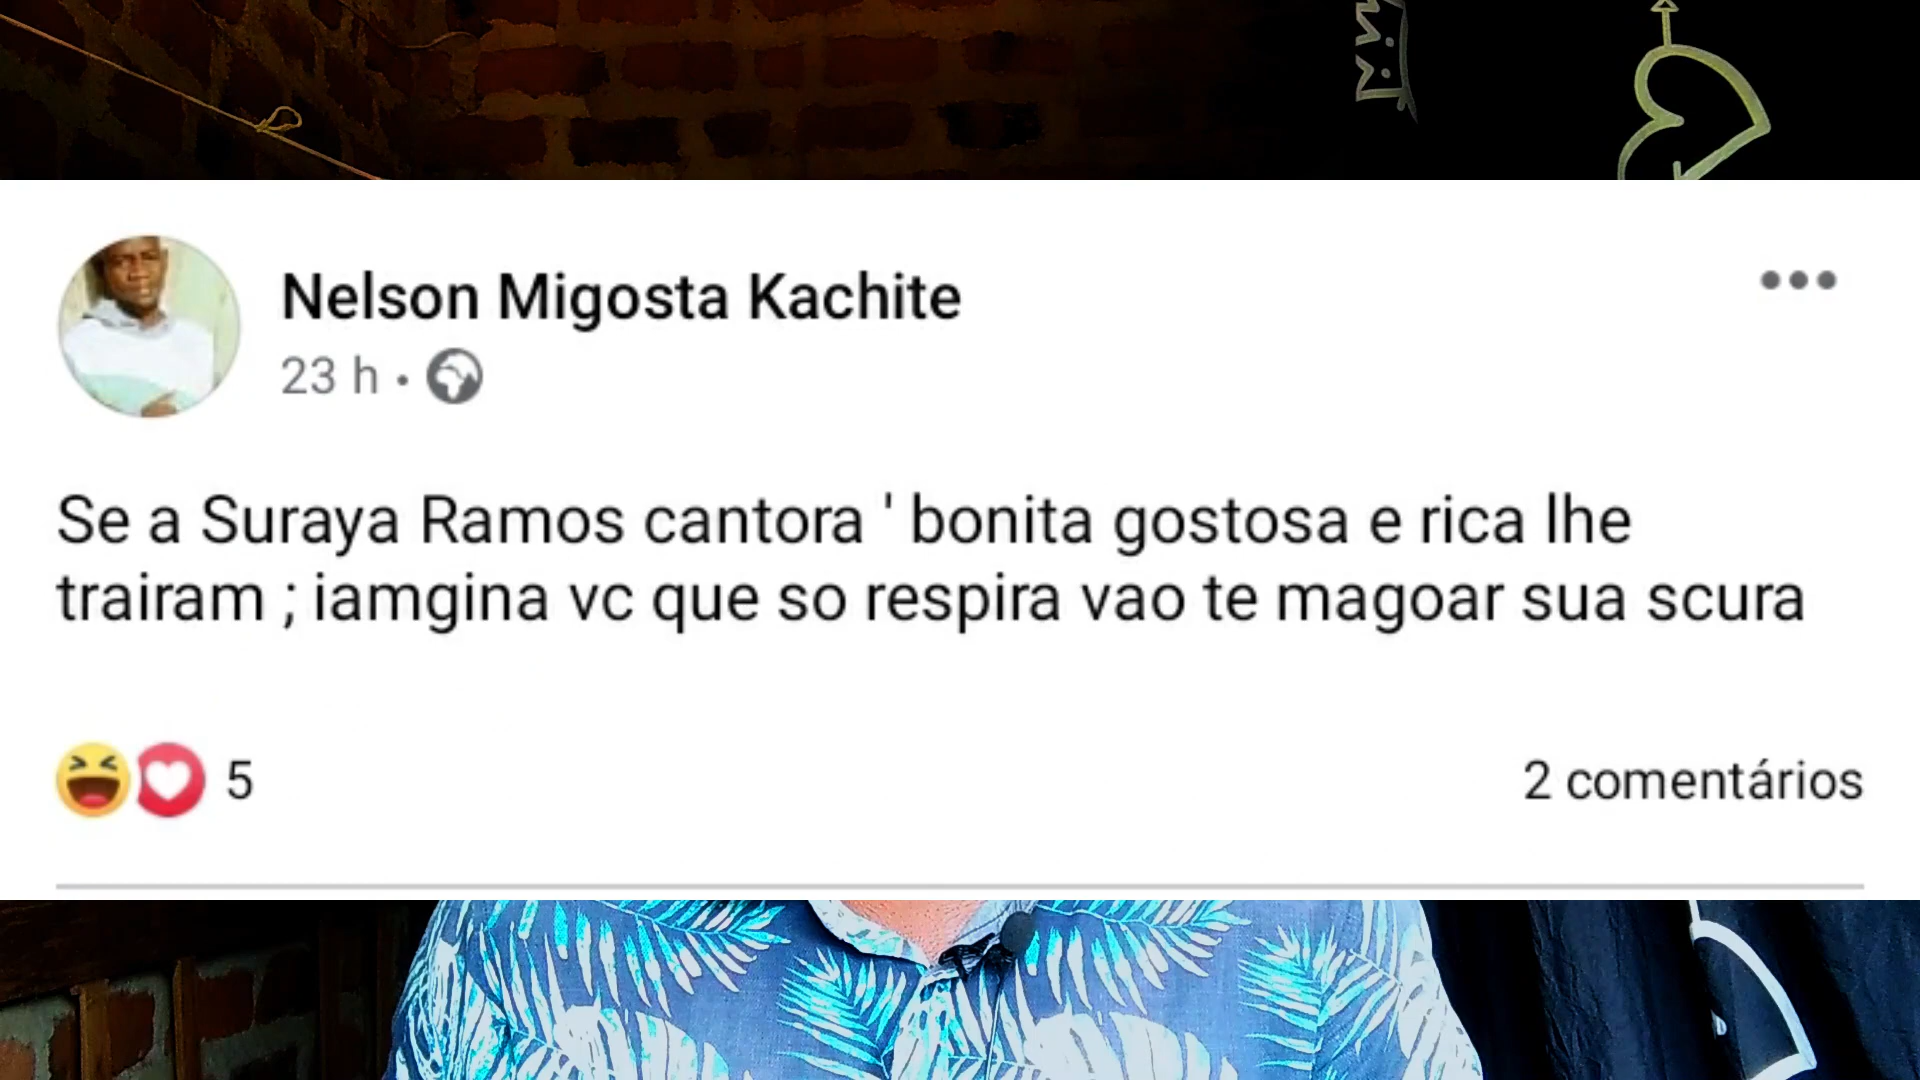 Nelson Migosta Kachite
23 h •
Se a Suraya Ramos cantora ' bonita gostosa e rica lhe
trairam ; iamgina vc que so respira vao te magoar sua scura
5
2 comentários